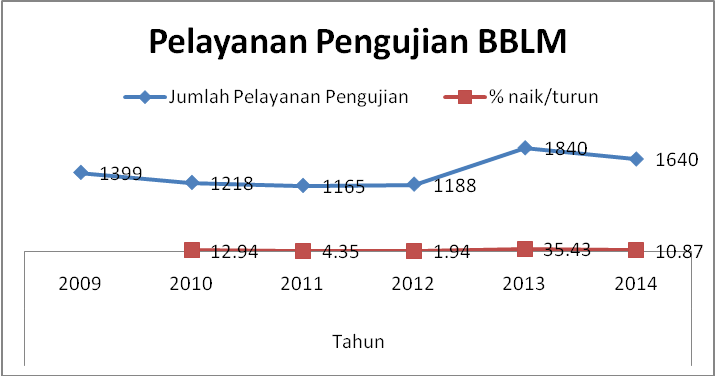 Pelayanan Pengujian BBLM
Jumlah Pelayanan Pengujian % naik/turun
1399 1218 1165 1188 1840 1640
12.94 4.35 1.94 35.43 10.87
2009 2010 2011 2012 2013 2014
Tahun